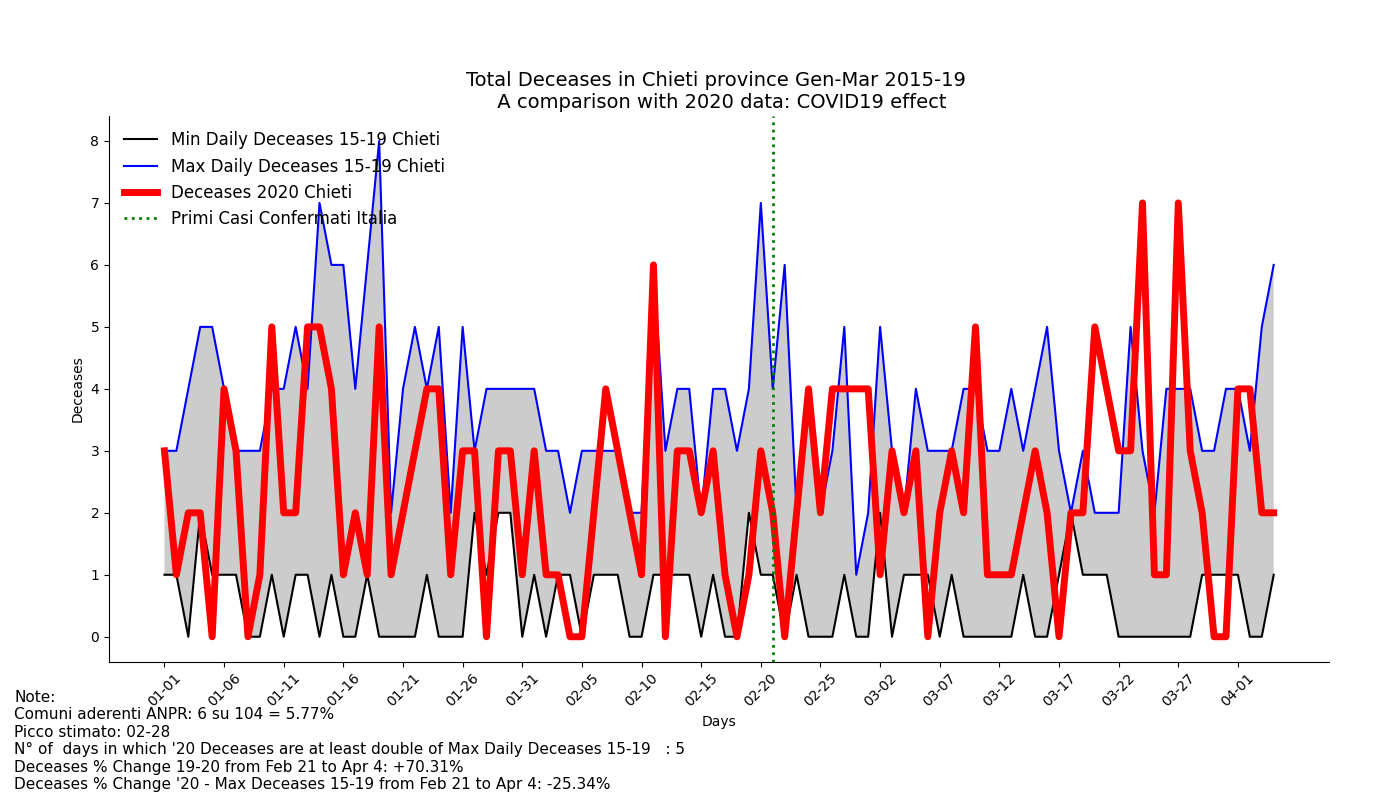 Total Deceases in Chieti province Gen-Mar 2015-19
A comparison with 2020 data: COVID19 effect
Min Daily Deceases 15-19 Chieti
Max Daily Deceases 15-19 Chieti
Deceases 2020 Chieti
Primi Casi Confermati Italia
Deceases
8
7
6
5
4
3
2
1
0
01-01 01-06 01-11 01-16 01-21 01-26 01-31 02-05 02-10 02-15 02-20 02-25 03-02 03-07 03-12 03-17 03-22 03-27 04-01
Days
Note:
Comuni aderenti ANPR: 6 su 104 = 5.77%
Picco stimato: 02-28
N° of  days in which '20 Deceases are at least double of Max Daily Deceases 15-19   : 5
Deceases % Change 19-20 from Feb 21 to Apr 4: +70.31%
Deceases % Change '20 - Max Deceases 15-19 from Feb 21 to Apr 4: -25.34%